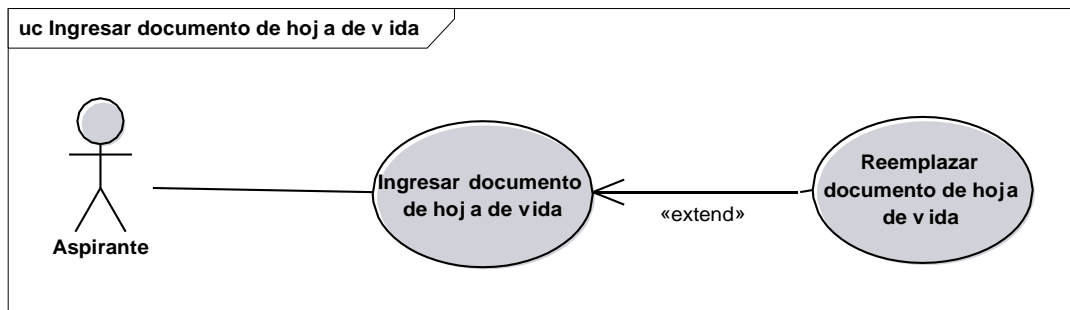 uc Ingresar documento de hoj a de v ida
Aspirante
Ingresar documento
de hoj a de vida
«extend»
Reemplazar
documento de hoja
de v ida